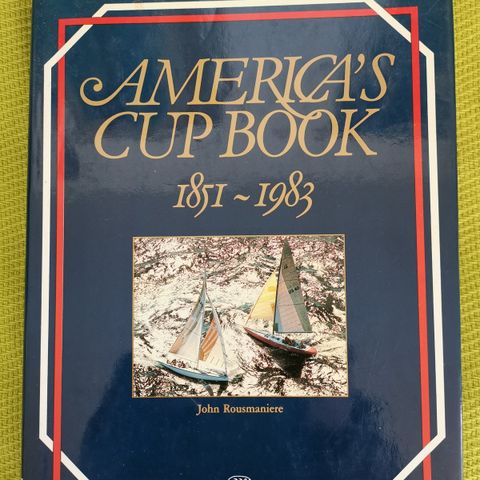 AMERICA'S
CUP BOOK
1851 ~ 1983
John Rousmaniere